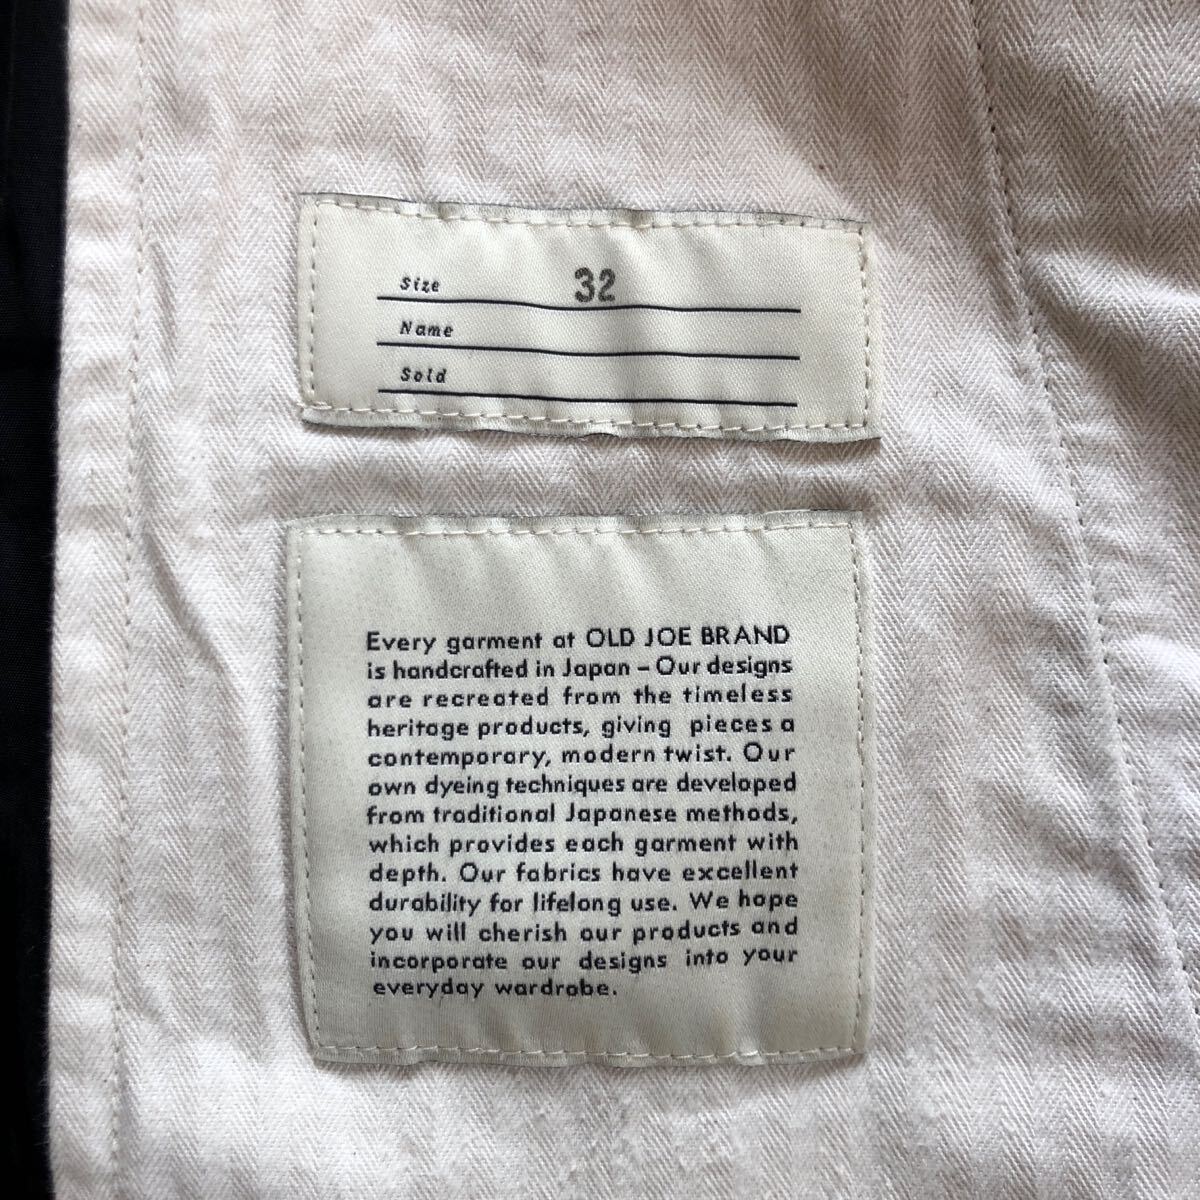 Size 32
Name
Sold
Every garment at OLD JOE BRAND
is handcrafted in Japan – Our designs
are recreated from the timeless
heritage products, giving pieces a
contemporary, modern twist. Our
own dyeing techniques are developed
from traditional Japanese methods,
which provides each garment with
depth. Our fabrics have excellent
durability for lifelong use. We hope
you will cherish our products and
incorporate our designs into your
everyday wardrobe.